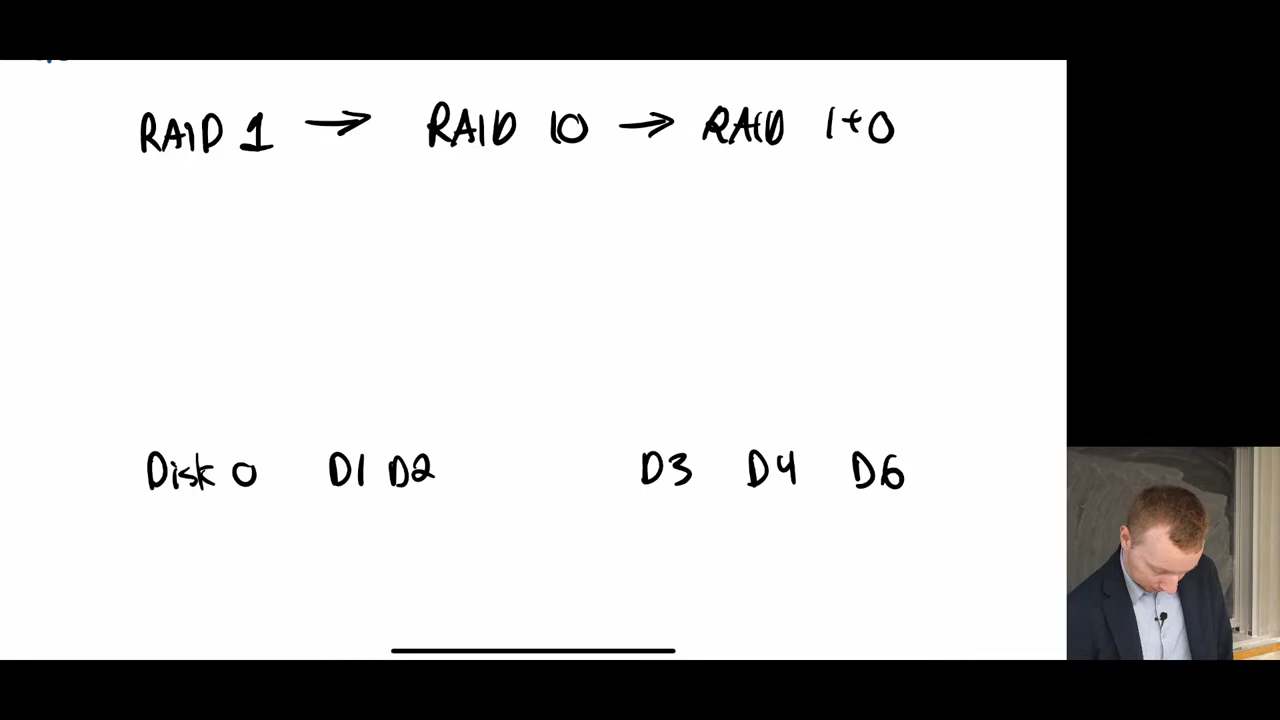 RAID 1 → RAID 10 → RAID 1+0
Disk 0 D1 D2 D3 D4 D6